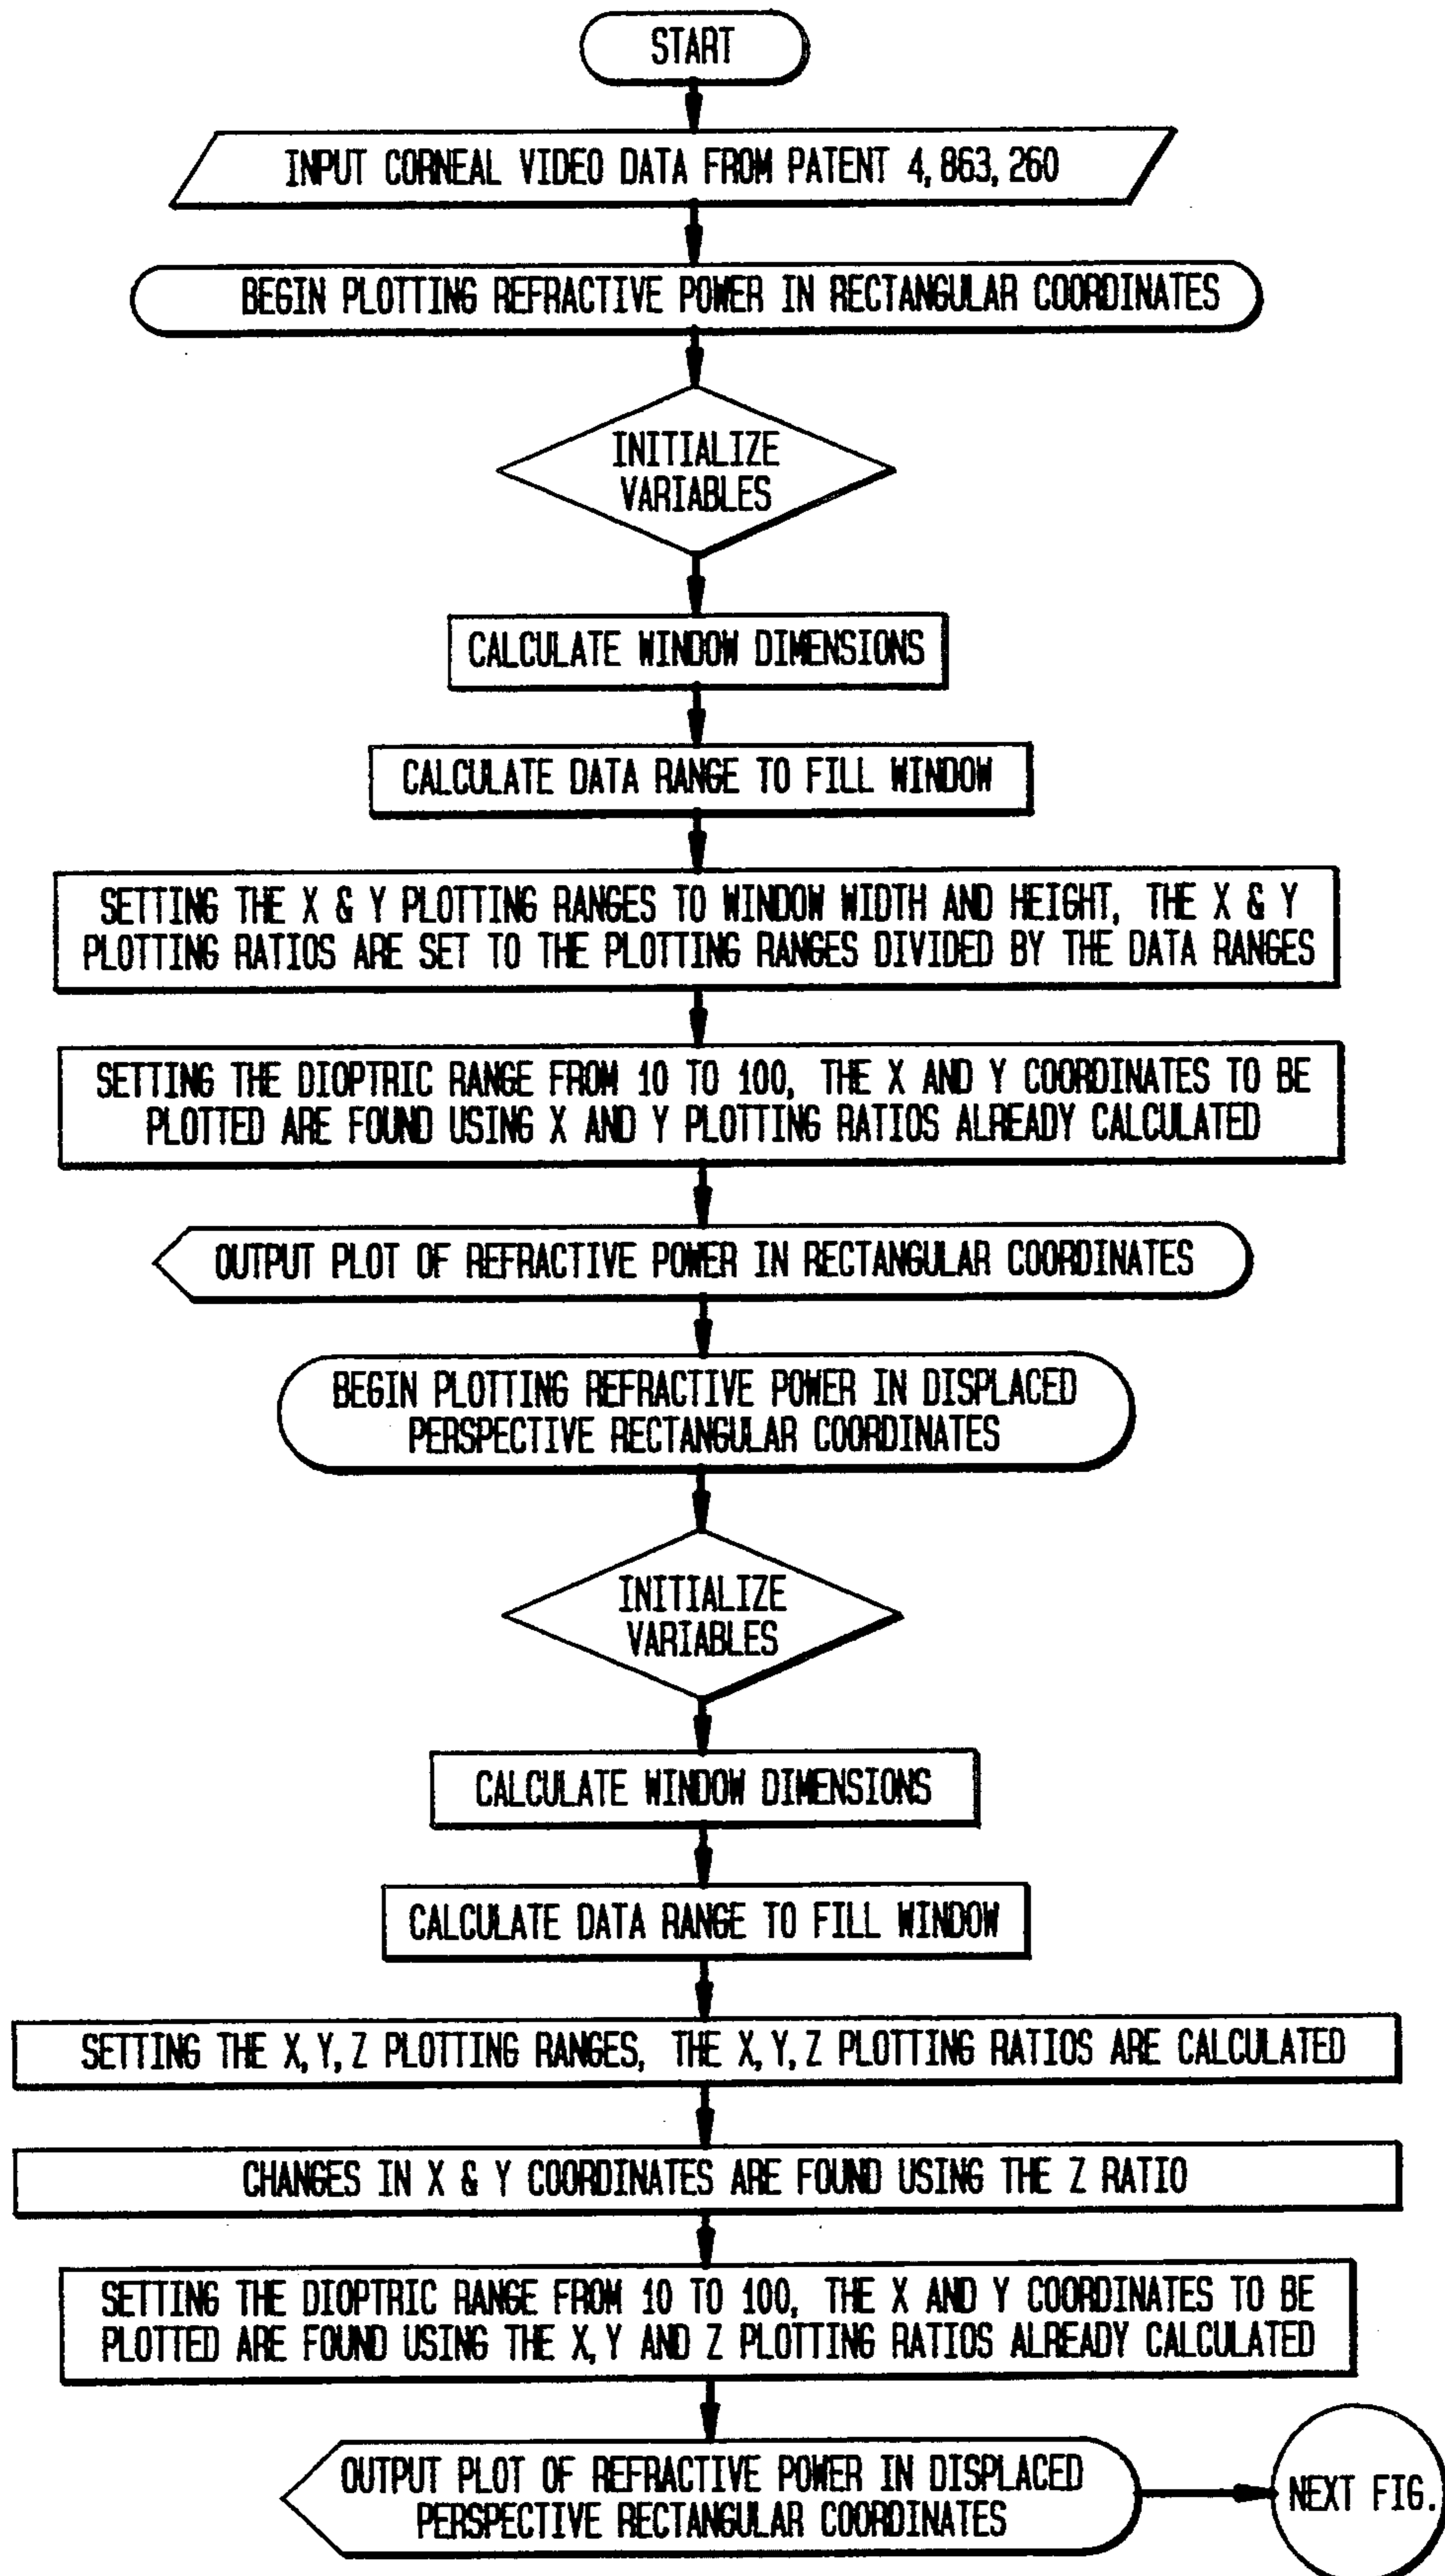 START
INPUT CORNEAL VIDEO DATA FROM PATENT 4,863,260
BEGIN PLOTTING REFRACTIVE POWER IN RECTANGULAR COORDINATES
INITIALIZE
VARIABLES
CALCULATE WINDOW DIMENSIONS
CALCULATE DATA RANGE TO FILL WINDOW
SETTING THE X & Y PLOTTING RANGES TO WINDOW WIDTH AND HEIGHT, THE X & Y
PLOTTING RATIOS ARE SET TO THE PLOTTING RANGES DIVIDED BY THE DATA RANGES
SETTING THE DIOPTRIC RANGE FROM 10 TO 100, THE X AND Y COORDINATES TO BE
PLOTTED ARE FOUND USING X AND Y PLOTTING RATIOS ALREADY CALCULATED
OUTPUT PLOT OF REFRACTIVE POWER IN RECTANGULAR COORDINATES
BEGIN PLOTTING REFRACTIVE POWER IN DISPLACED
PERSPECTIVE RECTANGULAR COORDINATES
INITIALIZE
VARIABLES
CALCULATE WINDOW DIMENSIONS
CALCULATE DATA RANGE TO FILL WINDOW
SETTING THE X,Y,Z PLOTTING RANGES, THE X,Y,Z PLOTTING RATIOS ARE CALCULATED
CHANGES IN X & Y COORDINATES ARE FOUND USING THE Z RATIO
SETTING THE DIOPTRIC RANGE FROM 10 TO 100, THE X AND Y COORDINATES TO BE
PLOTTED ARE FOUND USING THE X,Y AND Z PLOTTING RATIOS ALREADY CALCULATED
OUTPUT PLOT OF REFRACTIVE POWER IN DISPLACED
PERSPECTIVE RECTANGULAR COORDINATES
NEXT FIG.